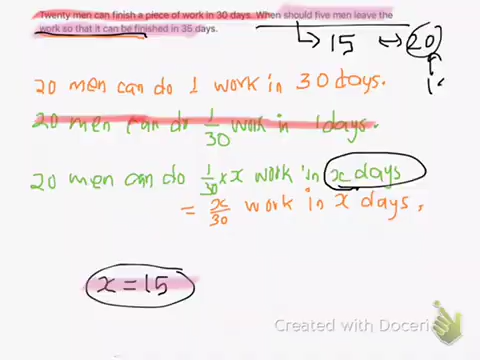 Twenty men can finish a piece of work in 30 days. When should five men leave the
work so that it can be finished in 35 days.
↳ 15 ↔ 20
20 men can do 1 work in 30 days.
20 men can do 1/30 work in 1 days.
20 men can do 1/30 × x work in x days
= x/30 work in x days.
x = 15
Created with Doceri